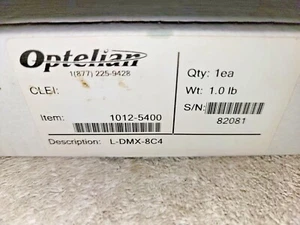 Optelian
1(877) 225-9428
Qty: 1ea
CLEI:
Wt: 1.0 lb
S/N:
82081
Item: 1012-5400
Description: L-DMX-8C4